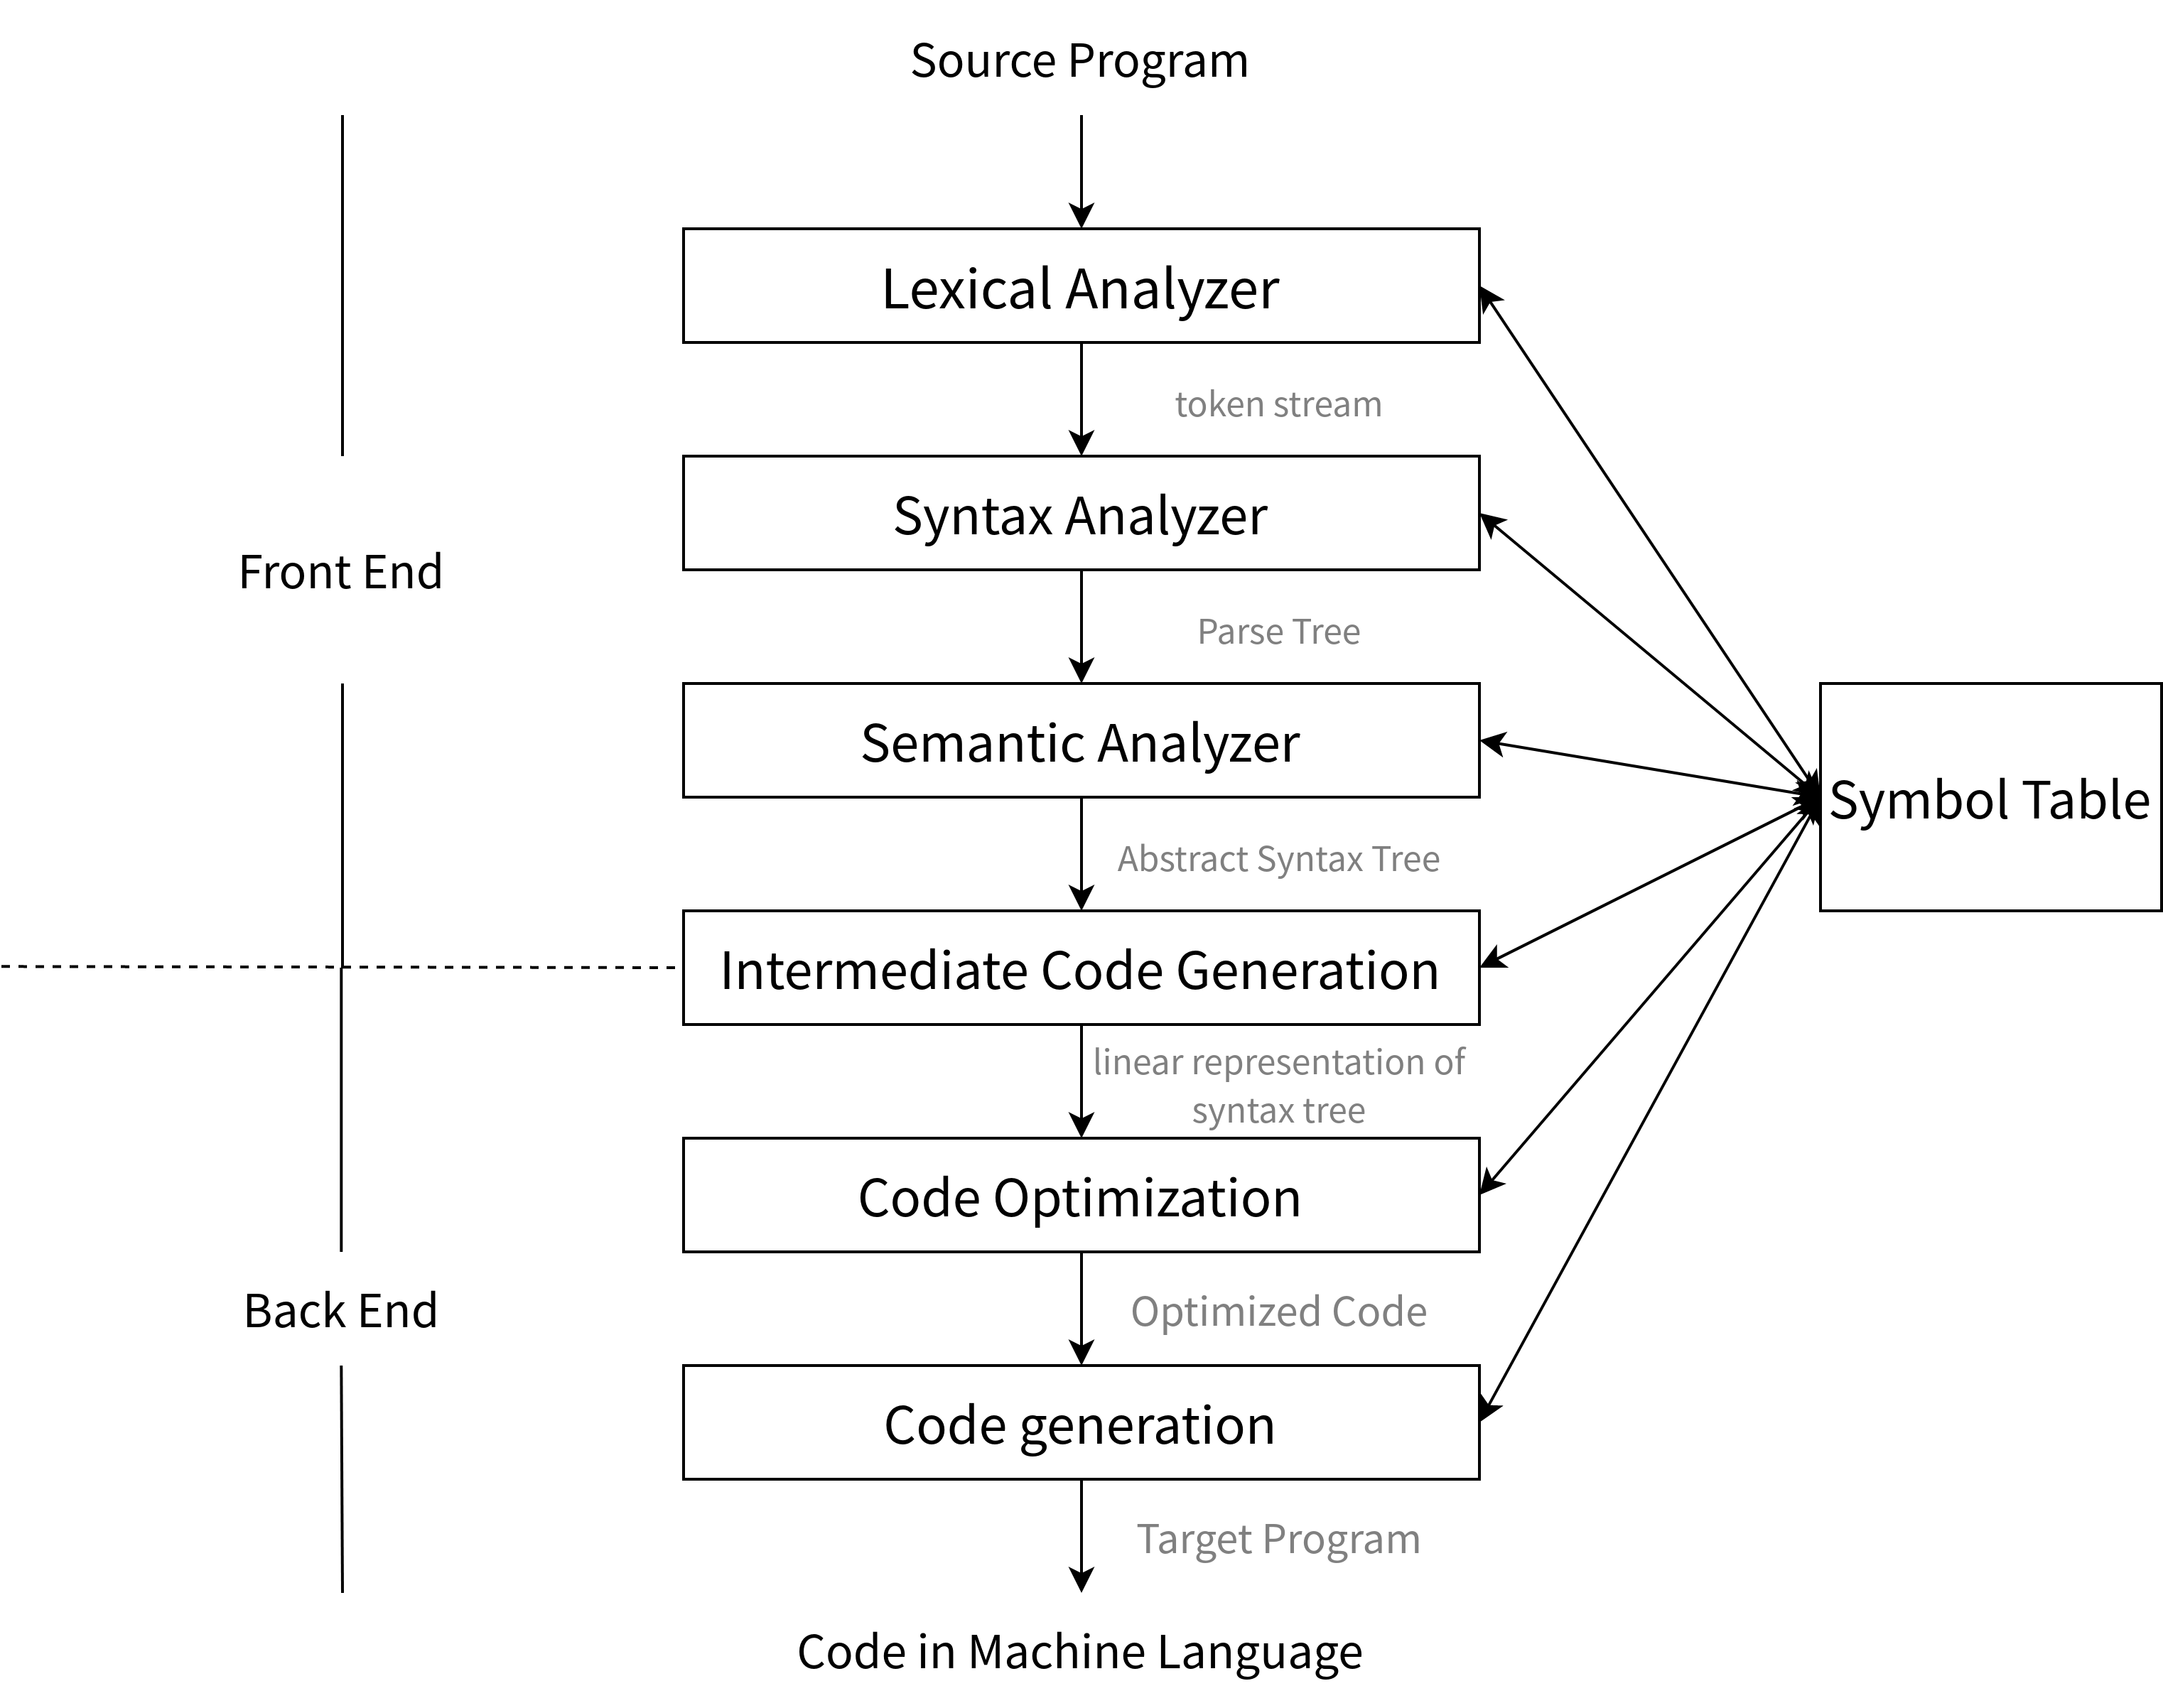 Source Program
Lexical Analyzer
token stream
Syntax Analyzer
Front End
Parse Tree
Semantic Analyzer
Symbol Table
Abstract Syntax Tree
Intermediate Code Generation
linear representation of
syntax tree
Code Optimization
Back End
Optimized Code
Code generation
Target Program
Code in Machine Language